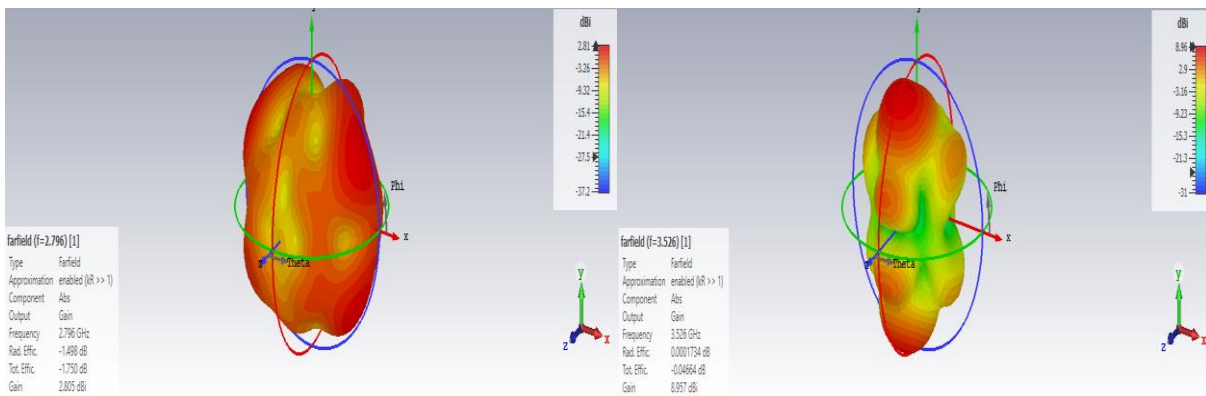 dBi
2.81
-3.26
-9.32
-15.4
-21.4
-27.5
-37.2
Phi
x
z
Theta
farfield (f=2.796) [1]
Type Farfield
Approximation enabled (kR >> 1)
Component Abs
Output Gain
Frequency 2.796 GHz
Rad. Effic. -1.498 dB
Tot. Effic. -1.750 dB
Gain 2.805 dBi
y
z
x
dBi
8.96
2.9
-3.16
-9.23
-15.3
-21.3
-31
Phi
x
Theta
farfield (f=3.526) [1]
Type Farfield
Approximation enabled (kR >> 1)
Component Abs
Output Gain
Frequency 3.526 GHz
Rad. Effic. 0.0001734 dB
Tot. Effic. -0.04664 dB
Gain 8.957 dBi
y
z
x